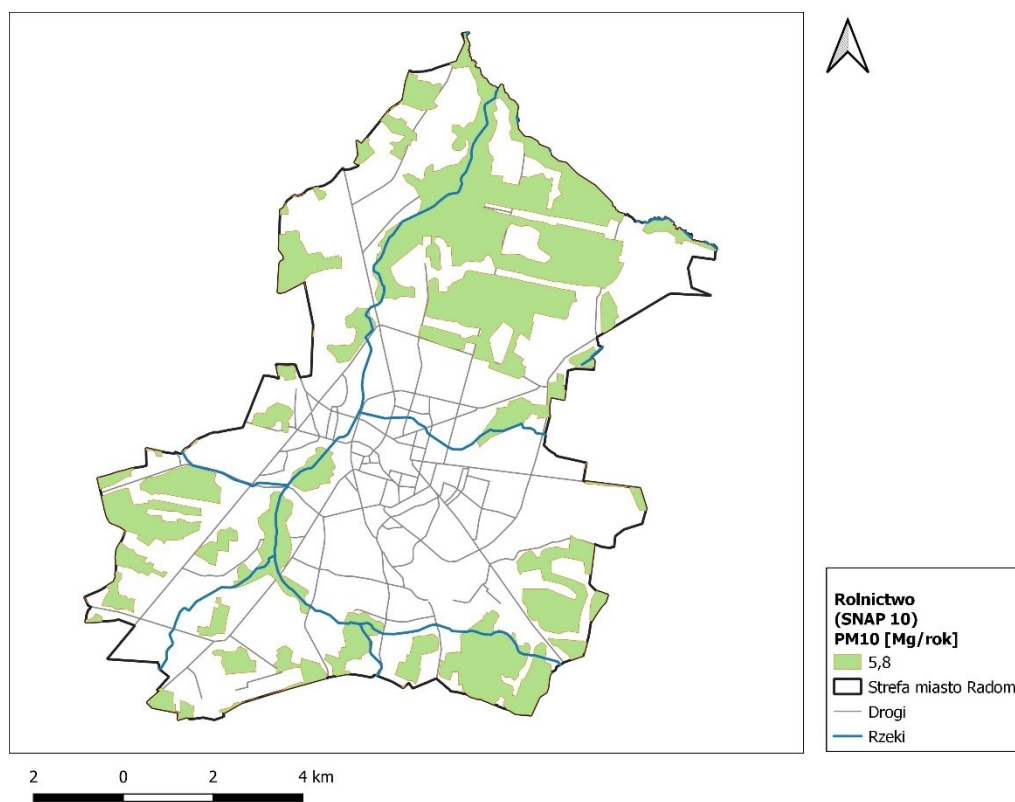 Rolnictwo
(SNAP 10)
PM10 [Mg/rok]
5,8
Strefa miasto Radom
Drogi
Rzeki
2 0 2 4 km